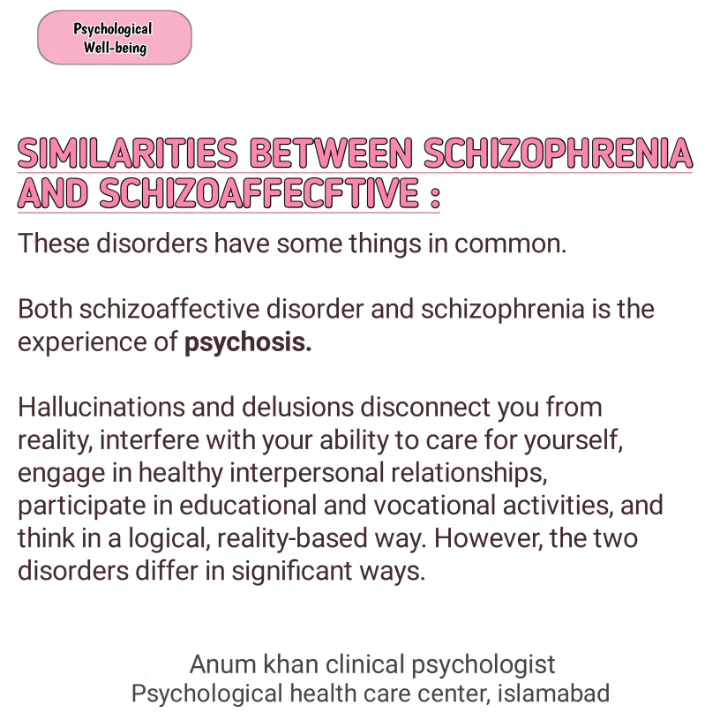 Psychological
Well-being
SIMILARITIES BETWEEN SCHIZOPHRENIA
AND SCHIZOAFFECFTIVE :
These disorders have some things in common.
Both schizoaffective disorder and schizophrenia is the
experience of psychosis.
Hallucinations and delusions disconnect you from
reality, interfere with your ability to care for yourself,
engage in healthy interpersonal relationships,
participate in educational and vocational activities, and
think in a logical, reality-based way. However, the two
disorders differ in significant ways.
Anum khan clinical psychologist
Psychological health care center, islamabad